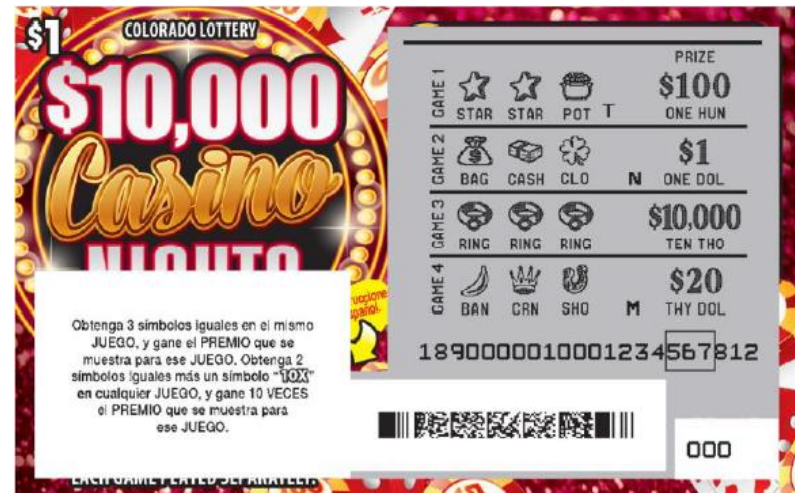 $1
COLORADO LOTTERY
$10,000
Casino
NIGHTS
Obtenga 3 símbolos iguales en el mismo
JUEGO, y gane el PREMIO que se
muestra para ese JUEGO. Obtenga 2
símbolos iguales más un símbolo "10X"
en cualquier JUEGO, y gane 10 VECES
el PREMIO que se muestra para
ese JUEGO.
EACH GAME PLAYED SEPARATELY.
PRIZE
GAME 1
$100
STAR STAR POT T ONE HUN
GAME 2
$1
BAG CASH CLO N ONE DOL
GAME 3
$10,000
RING RING RING TEN THO
GAME 4
$20
BAN CRN SHO M THY DOL
18900000010001234567812
000